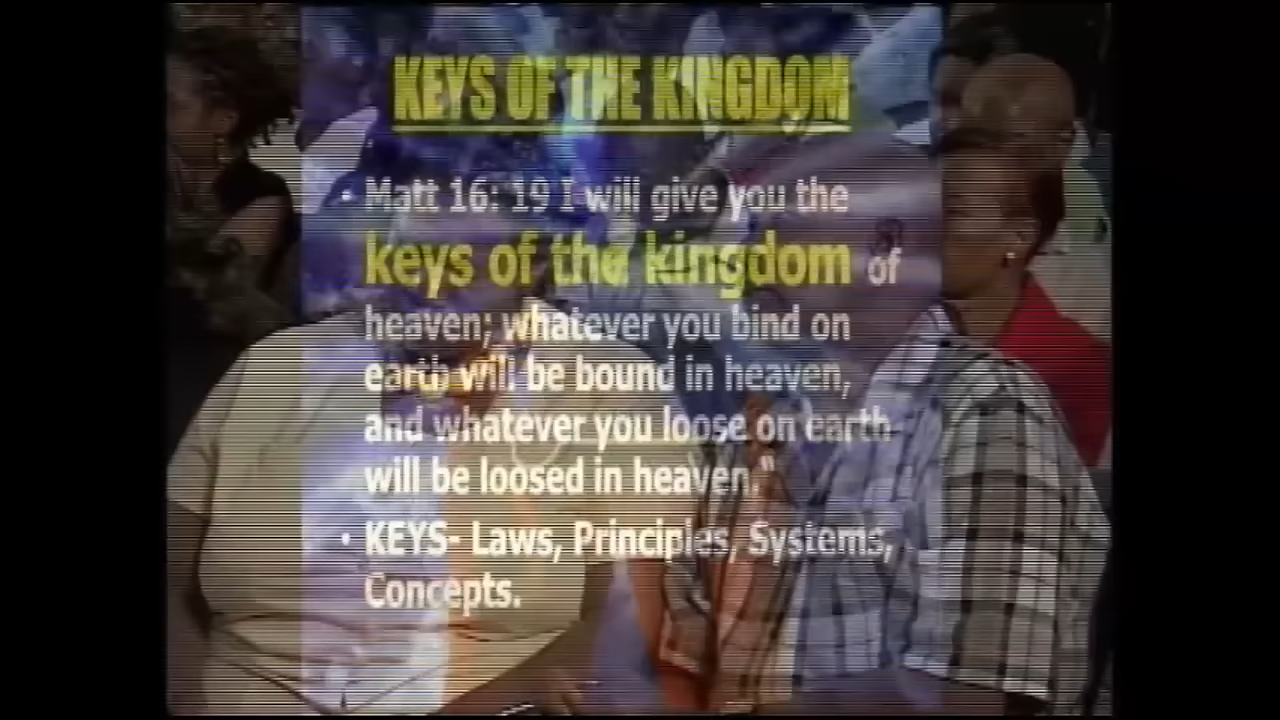 KEYS OF THE KINGDOM
• Matt 16: 19 I will give you the
keys of the kingdom of
heaven; whatever you bind on
earth will be bound in heaven,
and whatever you loose on earth
will be loosed in heaven."
• KEYS- Laws, Principles, Systems,
Concepts.